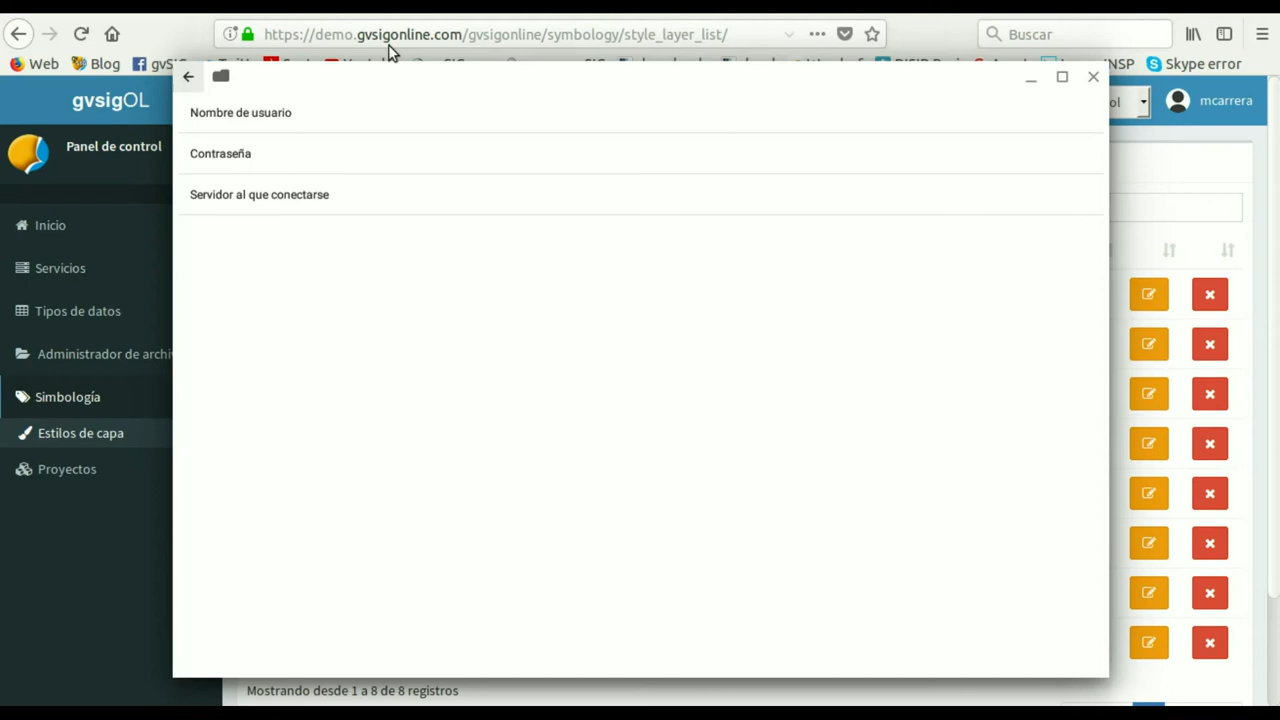 https://demo.gvsigonline.com/gvsigonline/symbology/style_layer_list/
Buscar
Web
Blog
INSP
Skype error
gvsigOL
mcarrera
Panel de control
Nombre de usuario
Contraseña
Servidor al que conectarse
Inicio
Servicios
Tipos de datos
Administrador de archi
Simbología
Estilos de capa
Proyectos
Mostrando desde 1 a 8 de 8 registros